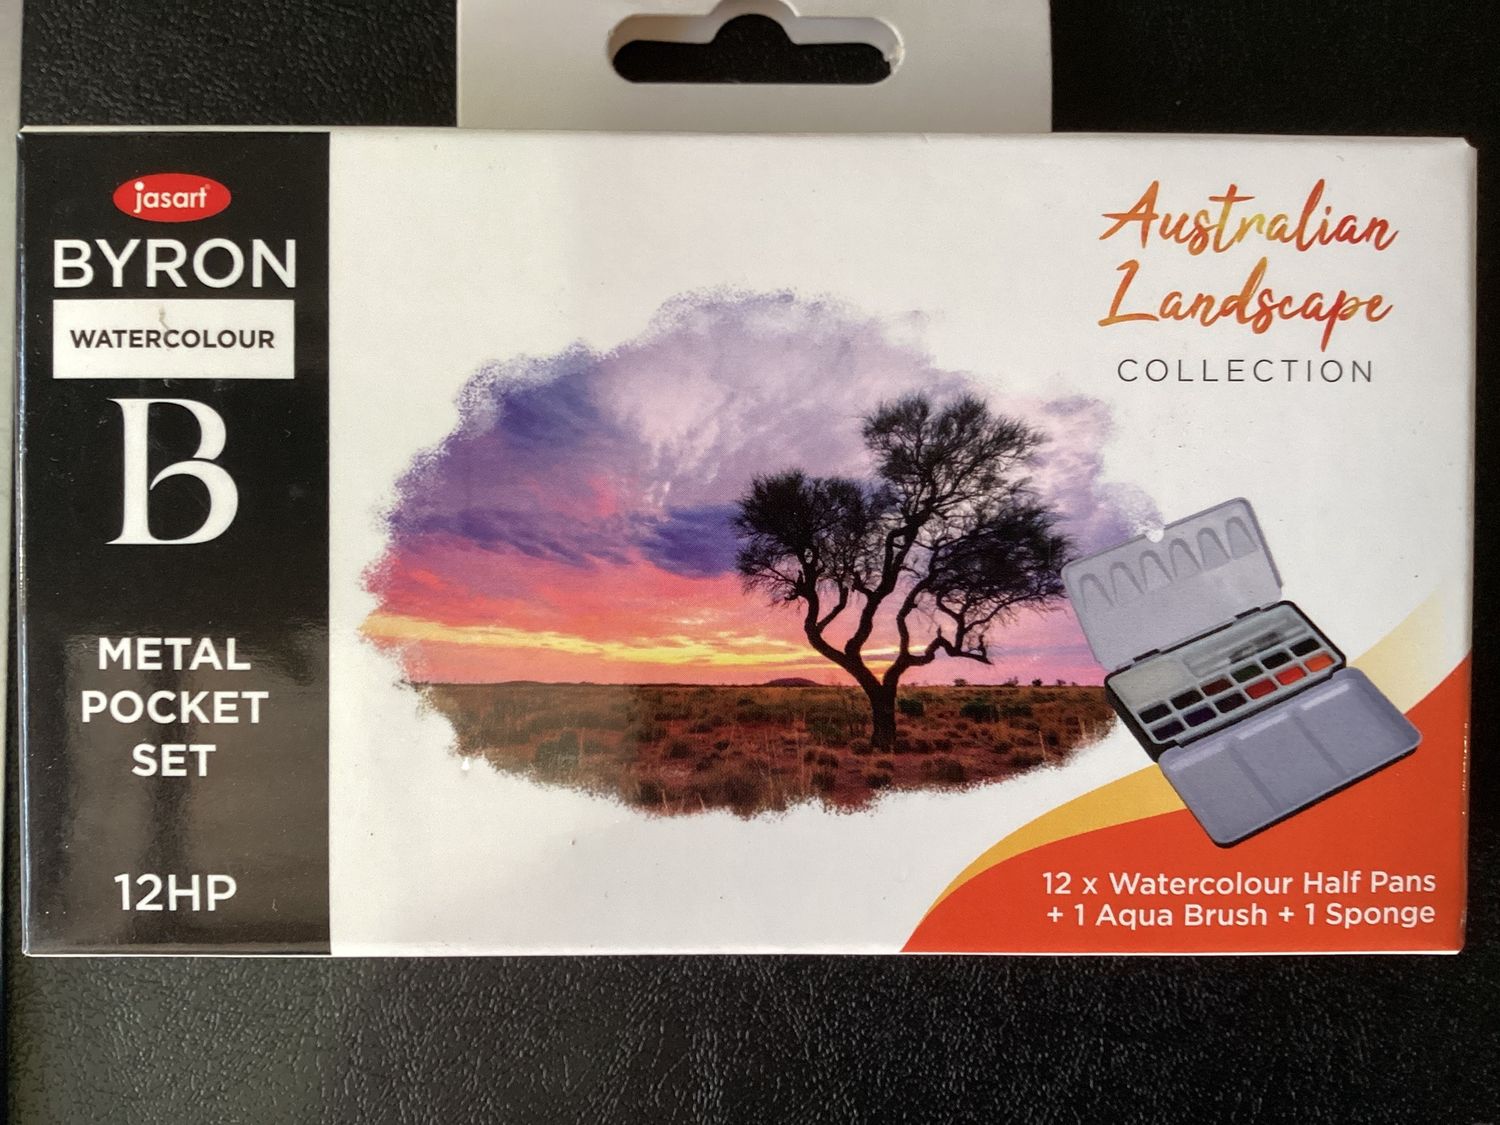 jasart
BYRON
WATERCOLOUR
B
METAL
POCKET
SET
12HP
Australian
Landscape
COLLECTION
12 x Watercolour Half Pans
+ 1 Aqua Brush + 1 Sponge